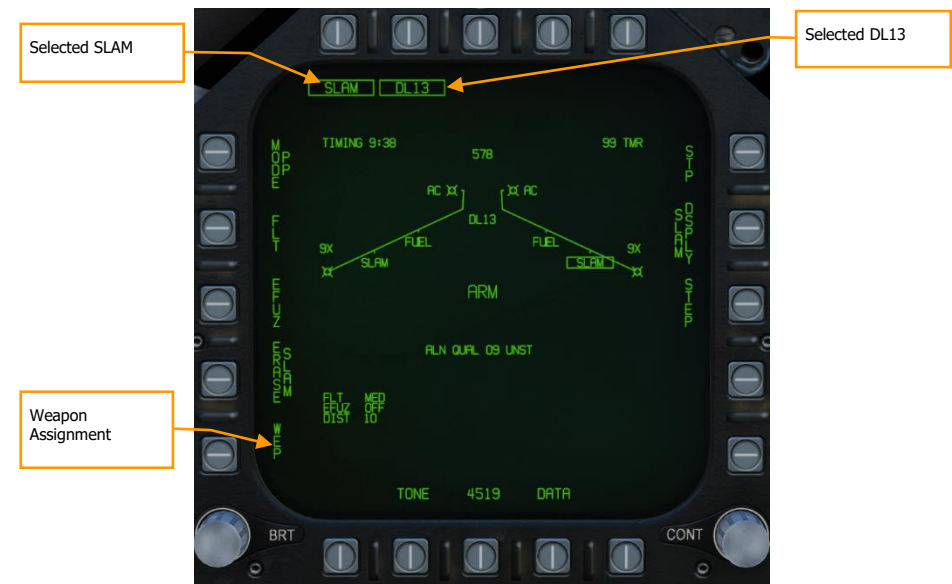 Selected SLAM
Selected DL13
SLAM DL13
TIMING 9:38
578
99 TMR
MODE
PP
STP
AC
AC
DL13
FLT
SLAM
DSPLY
9X
FUEL
FUEL
9X
SLAM
SLAM
EFUZ
ARM
STEP
ALN QUAL 09 UNST
ERASE
SLAM
FLT MED
EFUZ OFF
DIST 10
Weapon
Assignment
WEP
TONE 4519 DATA
BRT
CONT